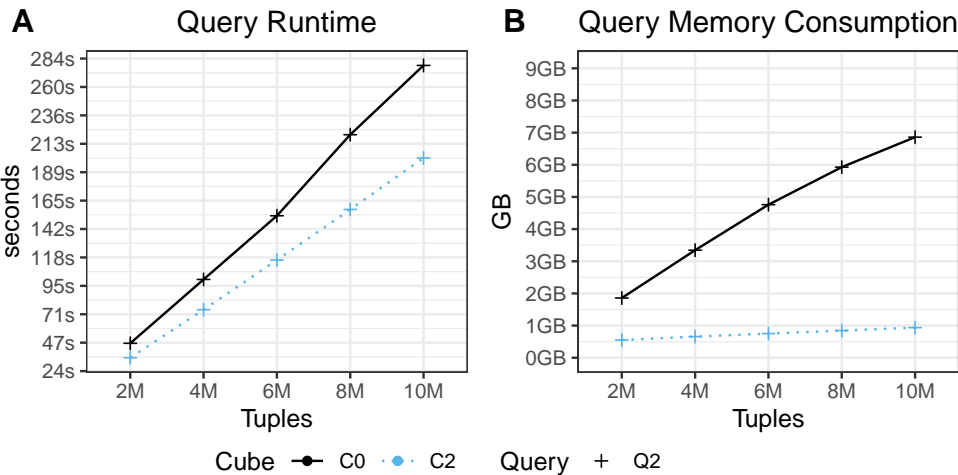 A Query Runtime
284s
260s
236s
213s
189s
165s
142s
118s
95s
71s
47s
24s
seconds
2M 4M 6M 8M 10M
Tuples
B Query Memory Consumption
9GB
8GB
9GB
8GB
7GB
6GB
5GB
4GB
3GB
2GB
1GB
0GB
GB
2M 4M 6M 8M 10M
Tuples
Cube C0 C2 Query Q2